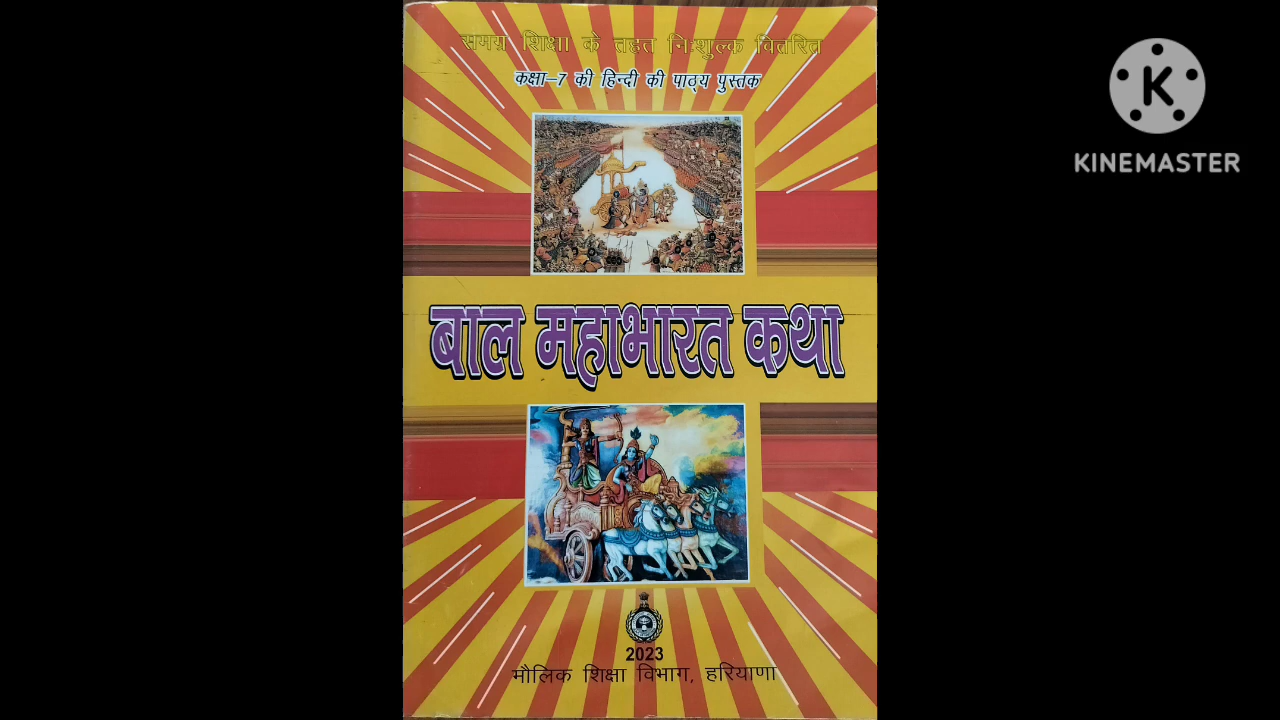 समग्र शिक्षा के तहत निःशुल्क वितरित
कक्षा-7 की हिन्दी की पाठ्य पुस्तक
बाल महाभारत कथा
2023
मौलिक शिक्षा विभाग, हरियाणा
K
KINEMASTER